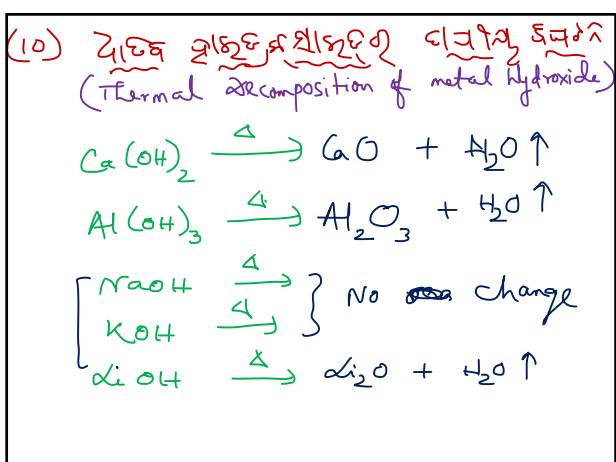 (10) ଧାତବ ହାଇଡ୍ରକ୍ସାଇଡ୍‌ର ତାପୀୟ ବିଘଟନ
(Thermal Decomposition of metal Hydroxide)
Ca(OH)₂ —Δ→ CaO + H₂O ↑
Al(OH)₃ —Δ→ Al₂O₃ + H₂O ↑
NaOH —Δ→
KOH —Δ→ } No change
LiOH —Δ→ Li₂O + H₂O ↑